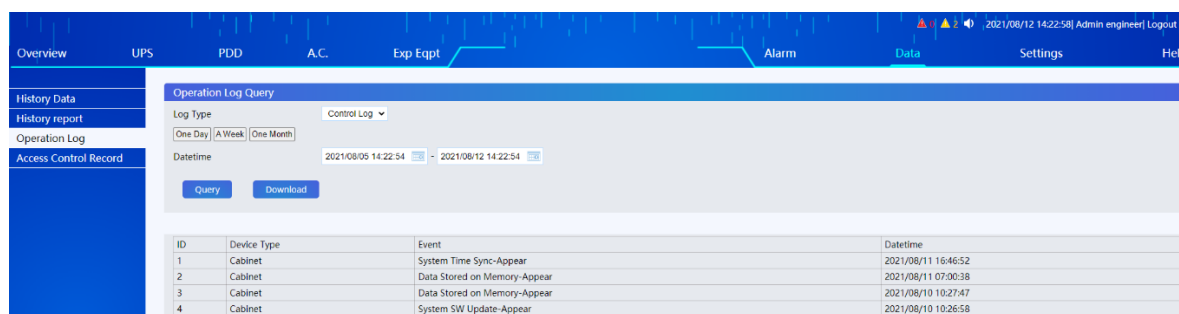 0 2 2021/08/12 14:22:58| Admin engineer| Logout
Overview UPS PDD A.C. Exp Eqpt Alarm Data Settings Hel
History Data
History report
Operation Log
Access Control Record
Operation Log Query
Log Type Control Log
One Day A Week One Month
Datetime 2021/08/05 14:22:54 - 2021/08/12 14:22:54
Query Download
ID Device Type Event Datetime
1 Cabinet System Time Sync-Appear 2021/08/11 16:46:52
2 Cabinet Data Stored on Memory-Appear 2021/08/11 07:00:38
3 Cabinet Data Stored on Memory-Appear 2021/08/10 10:27:47
4 Cabinet System SW Update-Appear 2021/08/10 10:26:58